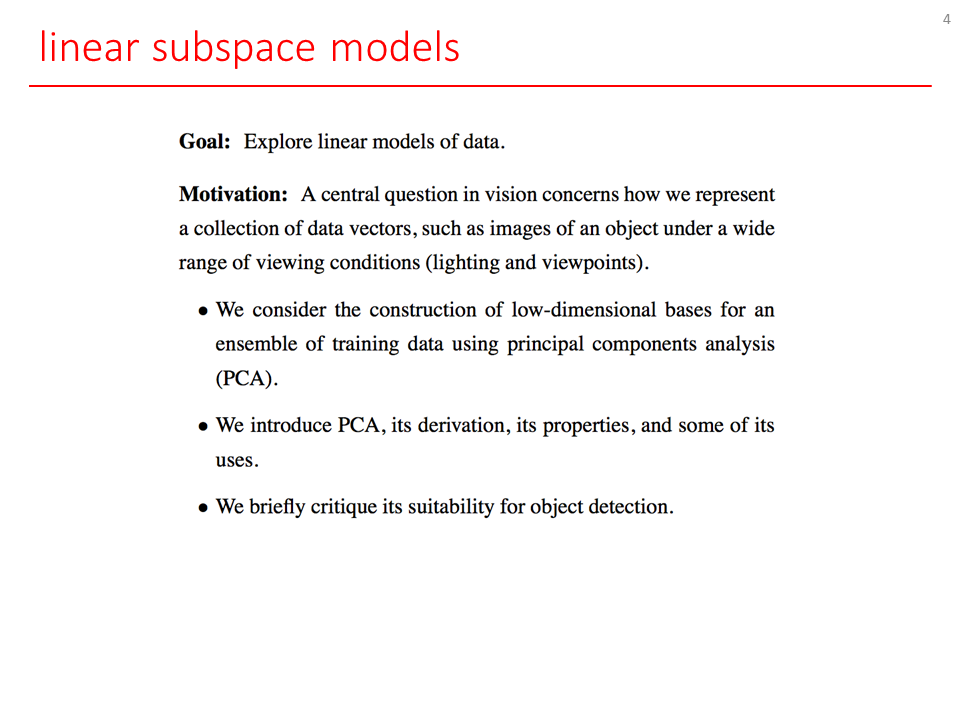 4
linear subspace models
Goal: Explore linear models of data.
Motivation: A central question in vision concerns how we represent
a collection of data vectors, such as images of an object under a wide
range of viewing conditions (lighting and viewpoints).
• We consider the construction of low-dimensional bases for an
ensemble of training data using principal components analysis
(PCA).
• We introduce PCA, its derivation, its properties, and some of its
uses.
• We briefly critique its suitability for object detection.